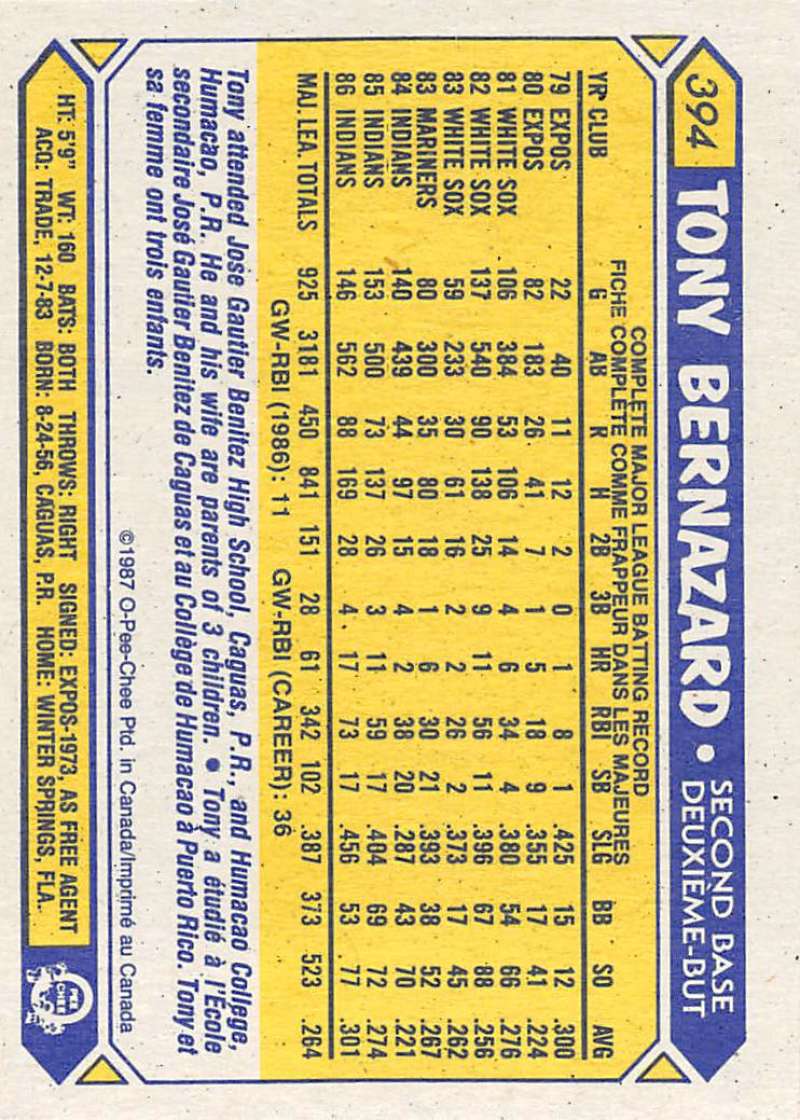 394 TONY BERNAZARD • SECOND BASE
DEUXIÈME-BUT
COMPLETE MAJOR LEAGUE BATTING RECORD
FICHE COMPLÈTE COMME FRAPPEUR DANS LES MAJEURES
YR CLUB G AB R H 2B 3B HR RBI SB SLG BB SO AVG
79 EXPOS 22 40 11 12 2 0 1 8 1 .425 15 12 .300
80 EXPOS 82 183 26 41 7 1 5 18 9 .355 17 41 .224
81 WHITE SOX 106 384 53 106 14 4 6 34 4 .380 54 66 .276
82 WHITE SOX 137 540 90 138 25 9 11 56 11 .396 67 88 .256
83 WHITE SOX 59 233 30 61 16 2 2 26 2 .373 17 45 .262
83 MARINERS 80 300 35 80 18 1 6 30 21 .393 38 52 .267
84 INDIANS 140 439 44 97 15 4 2 38 20 .287 43 70 .221
85 INDIANS 153 500 73 137 26 3 11 59 17 .404 69 72 .274
86 INDIANS 146 562 88 169 28 4 17 73 17 .456 53 77 .301
MAJ. LEA. TOTALS 925 3181 450 841 151 28 61 342 102 .387 373 523 .264
GW-RBI (1986): 11 GW-RBI (CAREER): 36
Tony attended Jose Gautier Benitez High School, Caguas, P.R., and Humacao College,
Humacao, P.R. He and his wife are parents of 3 children. • Tony a étudié à l'École
secondaire José Gautier Benitez de Caguas et au Collège de Humacao à Puerto Rico. Tony et
sa femme ont trois enfants.
©1987 O-Pee-Chee Ptd. in Canada/Imprimé au Canada
HT: 5'9" WT: 160 BATS: BOTH THROWS: RIGHT SIGNED: EXPOS-1973, AS FREE AGENT
ACQ: TRADE, 12-7-83 BORN: 8-24-56, CAGUAS, P.R. HOME: WINTER SPRINGS, FLA.
O PEE CHEE